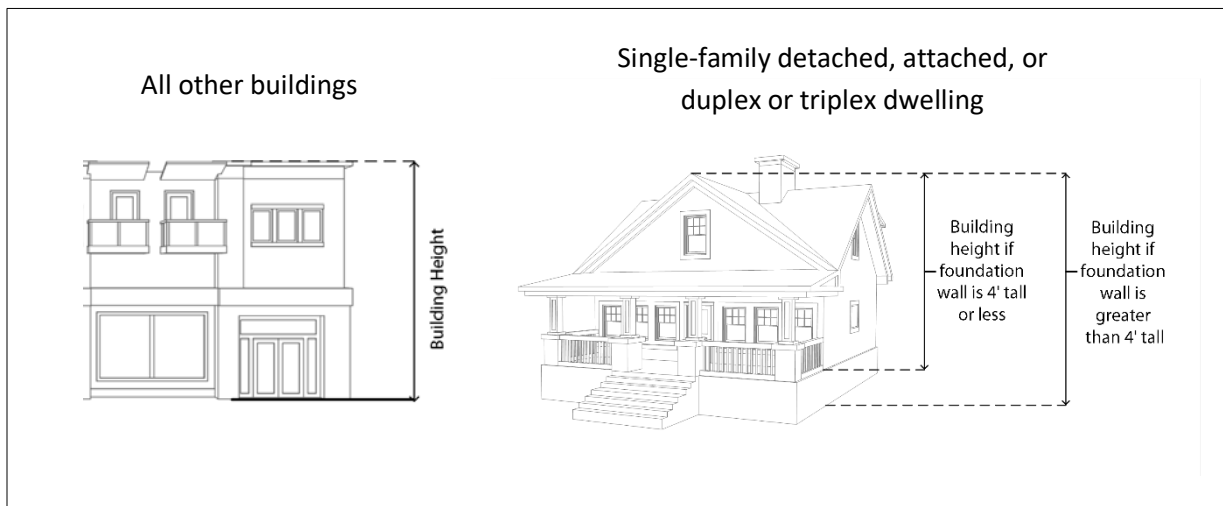 All other buildings
Building Height
Single-family detached, attached, or
duplex or triplex dwelling
Building
height if
foundation
wall is 4' tall
or less
Building
height if
foundation
wall is
greater
than 4' tall